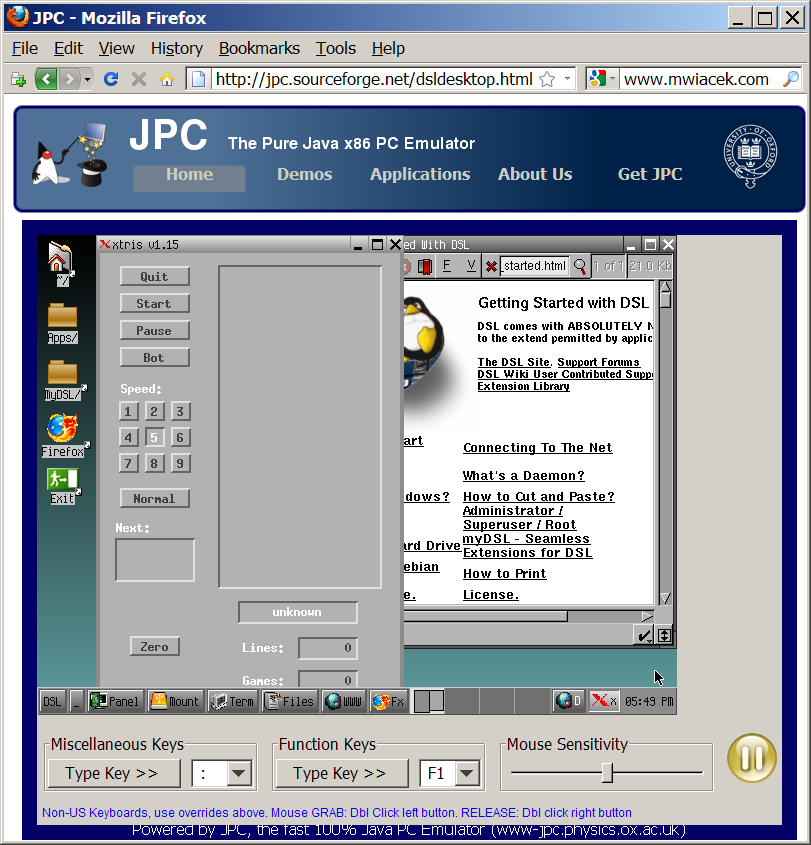 JPC - Mozilla Firefox
File Edit View History Bookmarks Tools Help
http://jpc.sourceforge.net/dsldesktop.html www.mwiacek.com
JPC The Pure Java x86 PC Emulator
Home Demos Applications About Us Get JPC
UNIVERSITY OF OXFORD
~/
Apps/
MyDSL/
Firefox
Exit
xtris v1.15
Quit
Start
Pause
Bot
Speed:
1 2 3
4 5 6
7 8 9
Normal
Next:
Zero
unknown
Lines: 0
Games: 0
ed With DSL
F V started.html 1 of 1 21.0 Kb
Getting Started with DSL
DSL comes with ABSOLUTELY N
to the extend permitted by applic
The DSL Site, Support Forums
DSL Wiki User Contributed Supp
Extension Library
art
Connecting To The Net
What's a Daemon?
dows? How to Cut and Paste?
Administrator /
Superuser / Root
ard Drive myDSL - Seamless
Extensions for DSL
ebian
How to Print
e. License.
DSL _ Panel Mount Term Files WWW Fx D x 05:49 PM
Miscellaneous Keys Function Keys Mouse Sensitivity
Type Key >> : Type Key >> F1
Non-US Keyboards, use overrides above. Mouse GRAB: Dbl Click left button. RELEASE: Dbl click right button
Powered by JPC, the fast 100% Java PC Emulator (www-jpc.physics.ox.ac.uk)